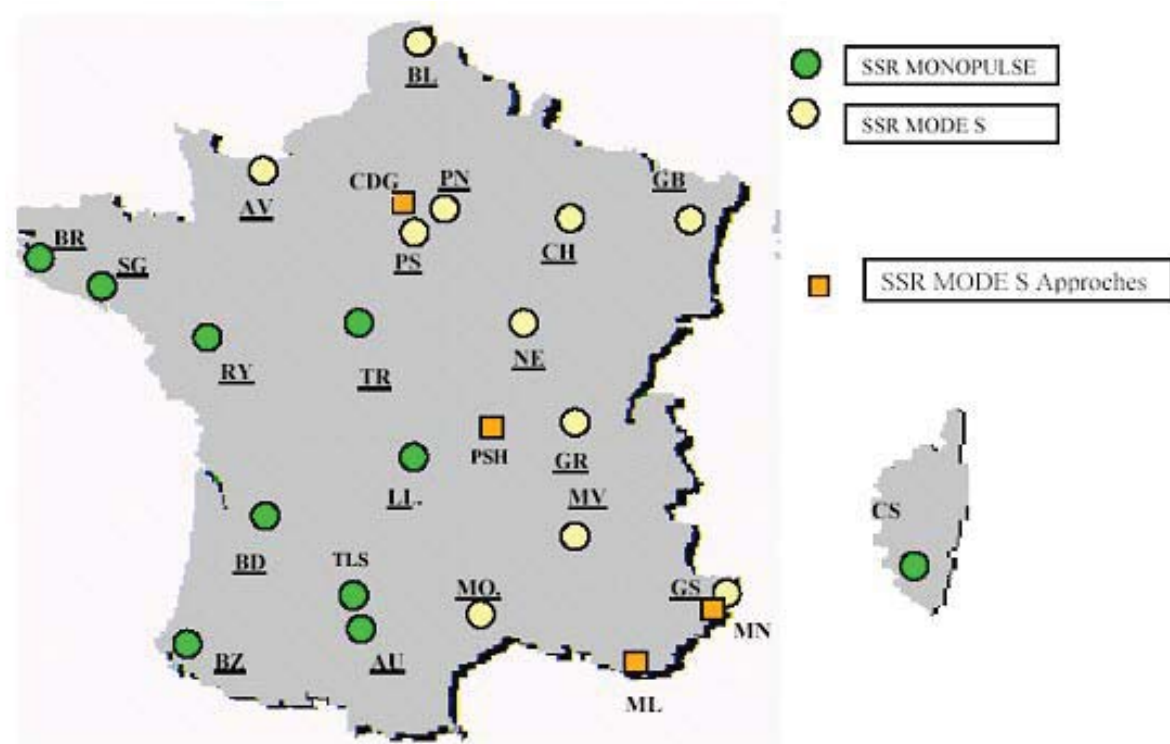 BL
SSR MONOPULSE
SSR MODE S
CDG
PN
GB
AV
BR
PS
CH
SG
SSR MODE S Approches
RY
TR
NE
PSH
GR
LL.
MV
CS
BD
TLS
MO.
GS
MN
BZ
AU
ML